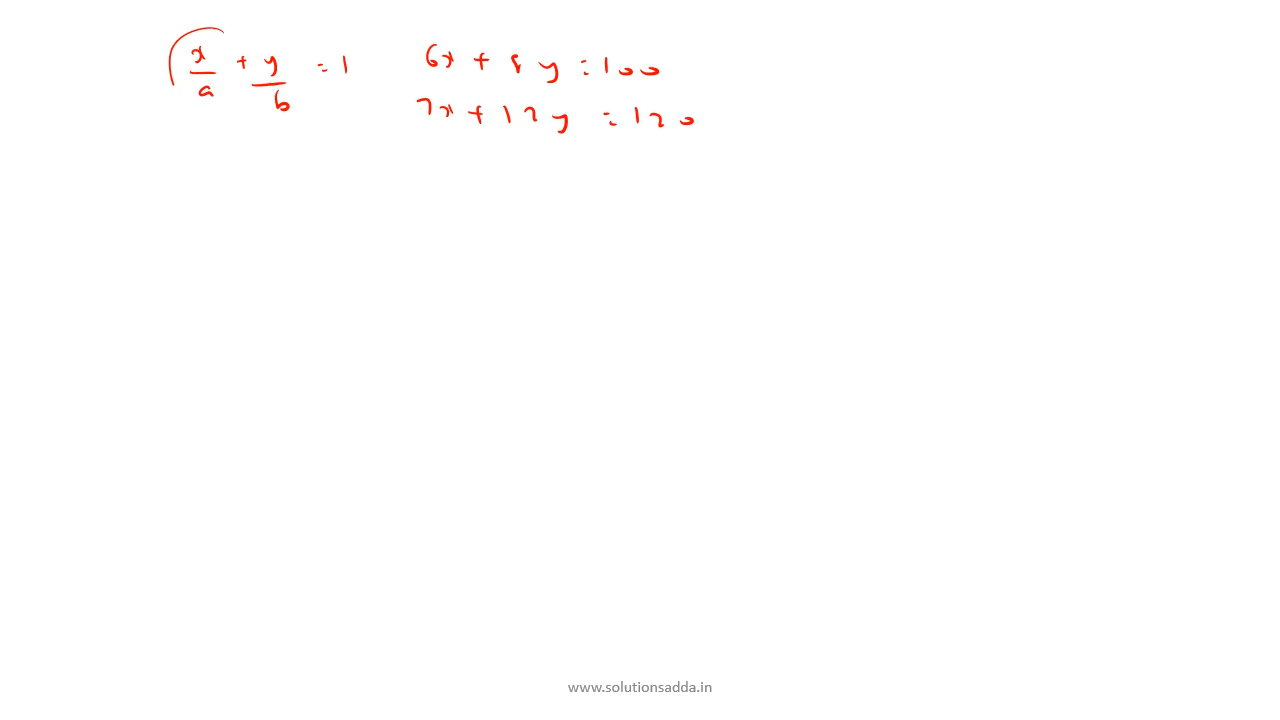 x/a + y/b = 1
6x + 8y = 100
7x + 12y = 120
www.solutionsadda.in